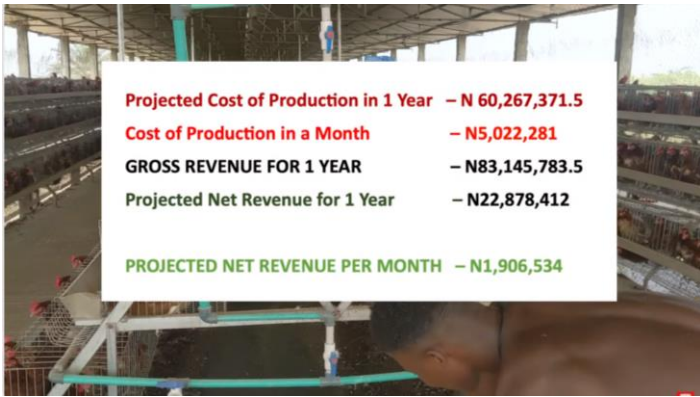 Projected Cost of Production in 1 Year – N 60,267,371.5
Cost of Production in a Month – N5,022,281
GROSS REVENUE FOR 1 YEAR – N83,145,783.5
Projected Net Revenue for 1 Year – N22,878,412
PROJECTED NET REVENUE PER MONTH – N1,906,534